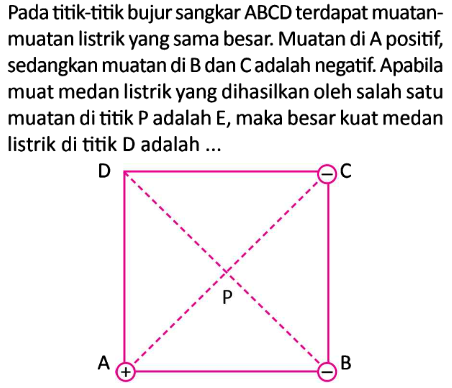 Pada titik-titik bujur sangkar ABCD terdapat muatan-
muatan listrik yang sama besar. Muatan di A positif,
sedangkan muatan di B dan C adalah negatif. Apabila
muat medan listrik yang dihasilkan oleh salah satu
muatan di titik P adalah E, maka besar kuat medan
listrik di titik D adalah ...
D − C
P
A + − B